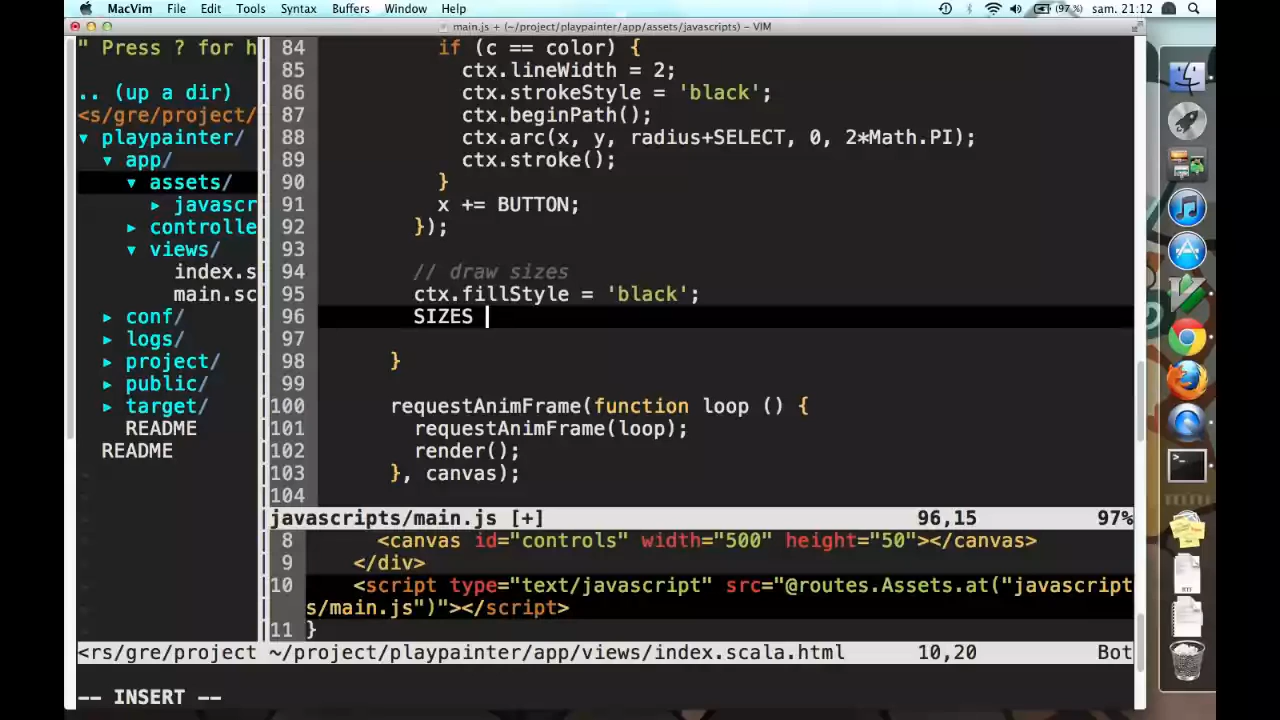 MacVim File Edit Tools Syntax Buffers Window Help (97 %) sam. 21:12
main.js + (~/project/playpainter/app/assets/javascripts) – VIM
" Press ? for h
.. (up a dir)
<s/gre/project/
▾ playpainter/
▾ app/
▾ assets/
▸ javascr
▸ controlle
▾ views/
index.s
main.sc
▸ conf/
▸ logs/
▸ project/
▸ public/
▸ target/
README
README
84 if (c == color) {
85 ctx.lineWidth = 2;
86 ctx.strokeStyle = 'black';
87 ctx.beginPath();
88 ctx.arc(x, y, radius+SELECT, 0, 2*Math.PI);
89 ctx.stroke();
90 }
91 x += BUTTON;
92 });
93
94 // draw sizes
95 ctx.fillStyle = 'black';
96 SIZES
97
98 }
99
100 requestAnimFrame(function loop () {
101 requestAnimFrame(loop);
102 render();
103 }, canvas);
104
javascripts/main.js [+] 96,15 97%
8 <canvas id="controls" width="500" height="50"></canvas>
9 </div>
10 <script type="text/javascript" src="@routes.Assets.at("javascript
s/main.js")"></script>
11 }
<rs/gre/project ~/project/playpainter/app/views/index.scala.html 10,20 Bot
-- INSERT --